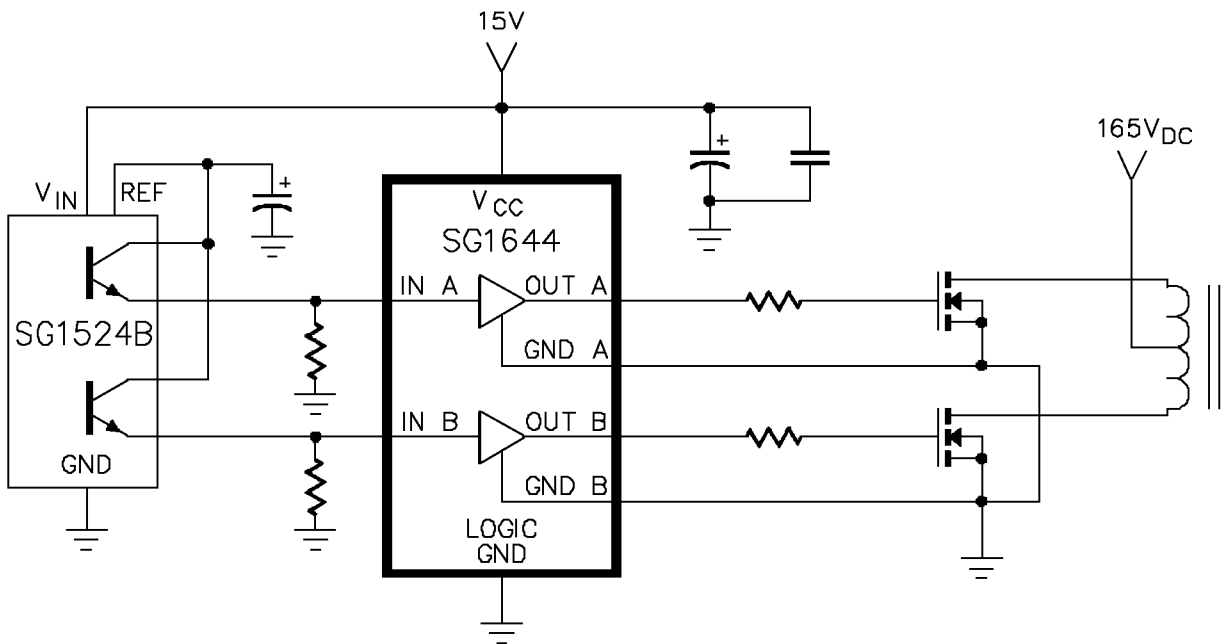 15V
165VDC
VIN
REF
VCC
SG1644
IN A
OUT A
SG1524B
GND A
IN B
OUT B
GND
GND B
LOGIC
GND
+
+